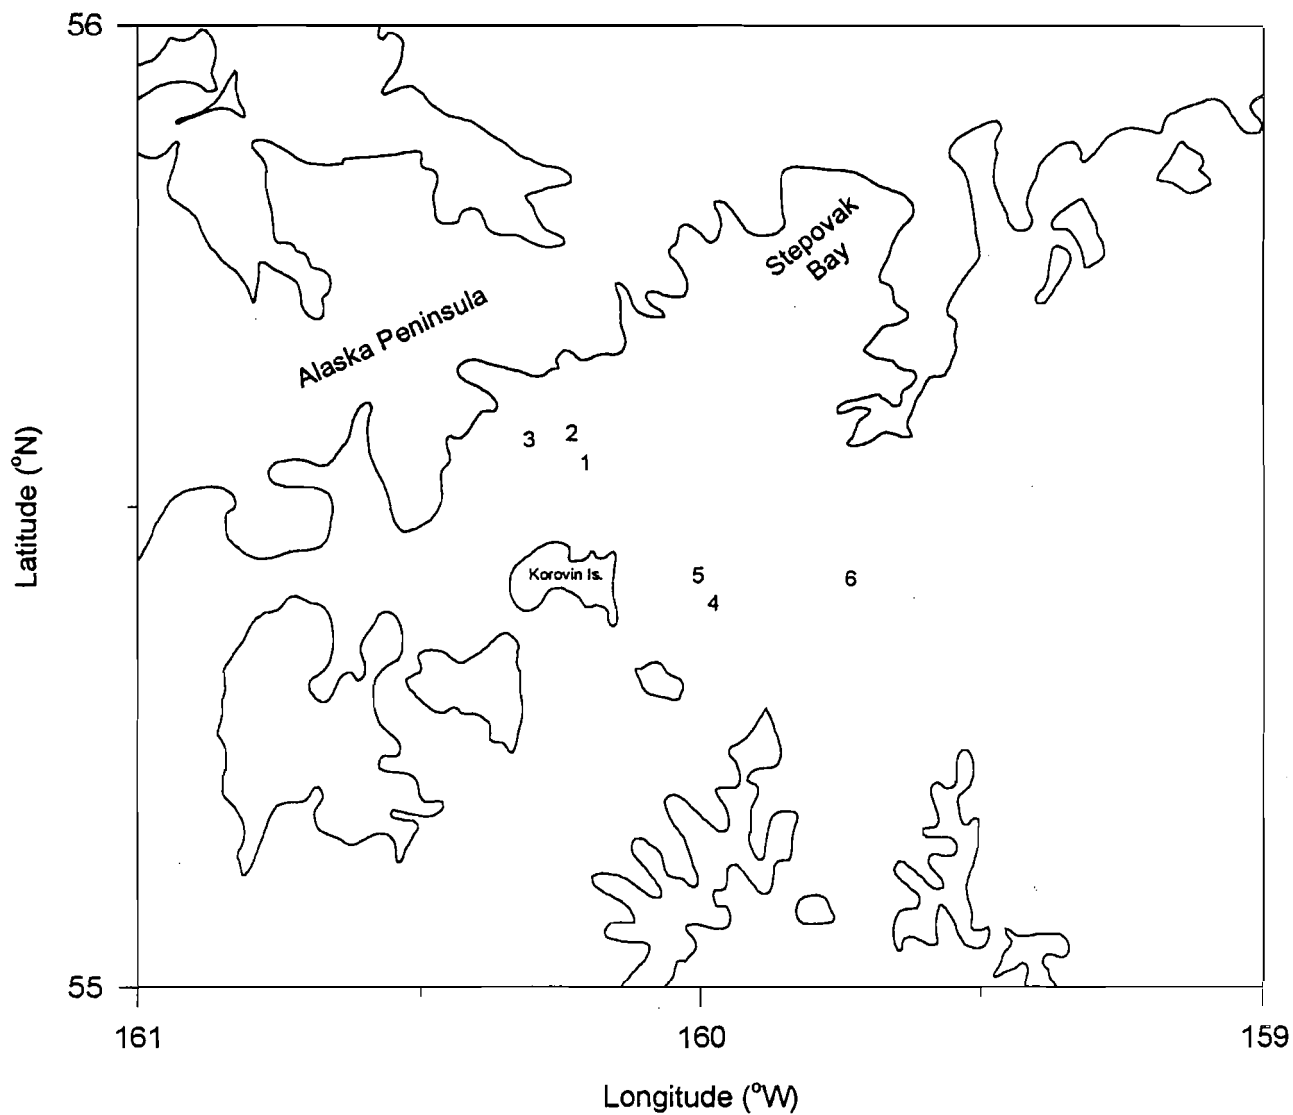 56
Stepovak
Bay
Alaska Peninsula
3
2
1
Latitude (°N)
Korovin Is.
5
6
4
55
161
160
159
Longitude (°W)